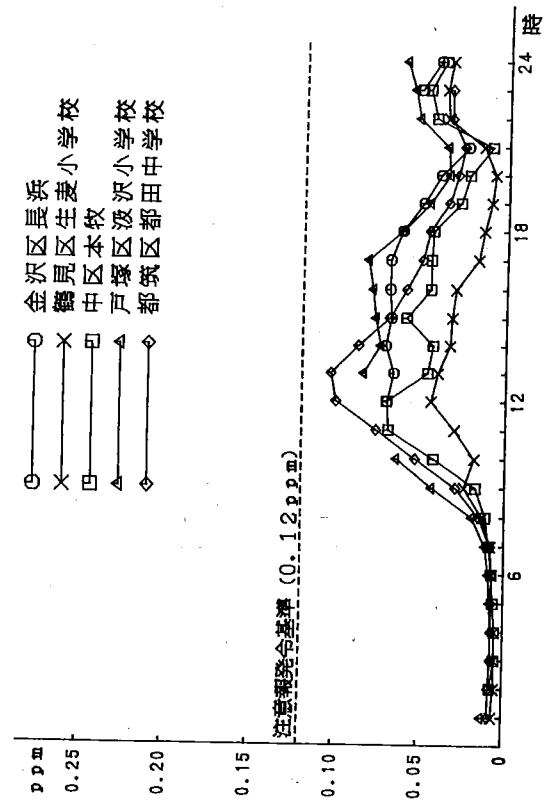 ppm
0.25
0.20
0.15
0.10
0.05
0
6
12
18
24
時
注意報発令基準 (0.12ppm)
金沢区長浜
鶴見区生麦小学校
中区本牧
戸塚区汲沢小学校
都筑区都田中学校